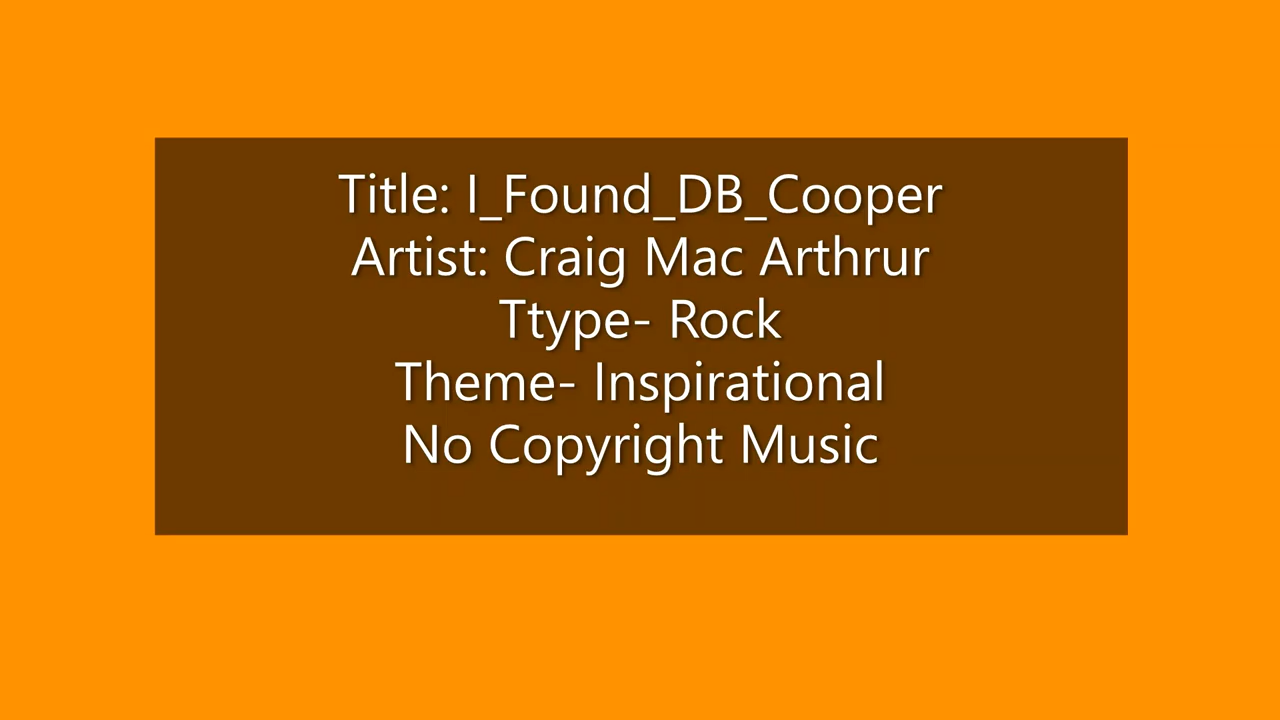 Title: I_Found_DB_Cooper
Artist: Craig Mac Arthrur
Ttype- Rock
Theme- Inspirational
No Copyright Music